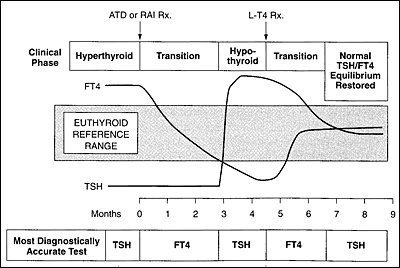 ATD or RAI Rx.
L-T4 Rx.
Clinical
Phase
Hyperthyroid
Transition
Hypo-
thyroid
Transition
Normal
TSH/FT4
Equilibrium
Restored
FT4
EUTHYROID
REFERENCE
RANGE
TSH
Months 0 1 2 3 4 5 6 7 8 9
Most Diagnostically
Accurate Test
TSH
FT4
TSH
FT4
TSH